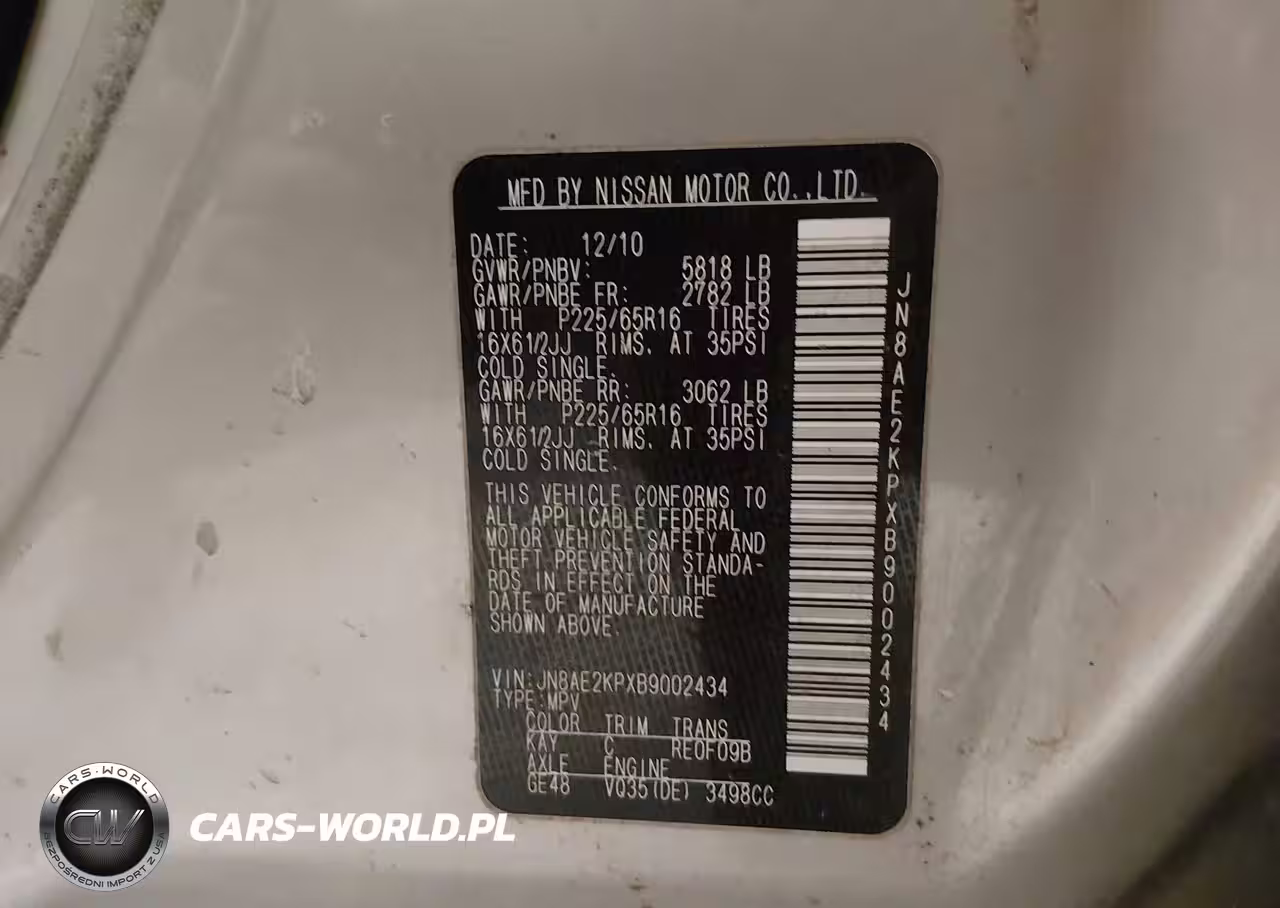 MFD BY NISSAN MOTOR CO.,LTD.
DATE: 12/10
GVWR/PNBV: 5818 LB
GAWR/PNBE FR: 2782 LB
WITH P225/65R16 TIRES
16X61/2JJ RIMS. AT 35PSI
COLD SINGLE.
GAWR/PNBE RR: 3062 LB
WITH P225/65R16 TIRES
16X61/2JJ RIMS. AT 35PSI
COLD SINGLE.
THIS VEHICLE CONFORMS TO
ALL APPLICABLE FEDERAL
MOTOR VEHICLE SAFETY AND
THEFT PREVENTION STANDA-
RDS IN EFFECT ON THE
DATE OF MANUFACTURE
SHOWN ABOVE.
VIN:JN8AE2KPXB9002434
TYPE:MPV
COLOR TRIM TRANS
KAY C RE0F09B
AXLE ENGINE
GE48 VQ35(DE) 3498CC
JN8AE2KPXB9002434
CARS-WORLD
CW
BEZPOŚREDNI IMPORT Z USA
CARS-WORLD.PL